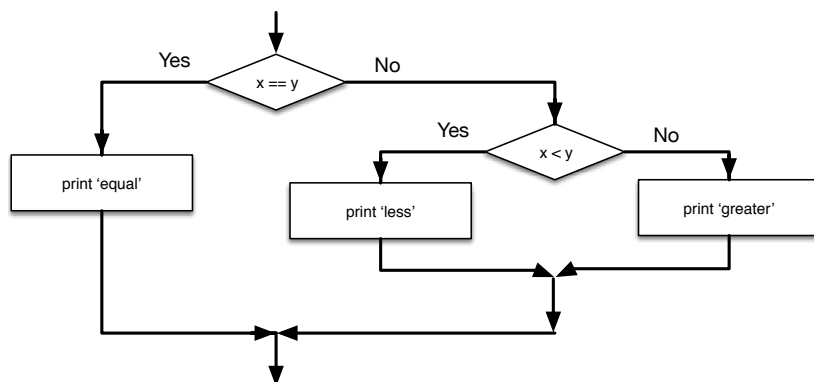 Yes
x == y
No
Yes
x < y
No
print ‘equal’
print ‘less’
print ‘greater’